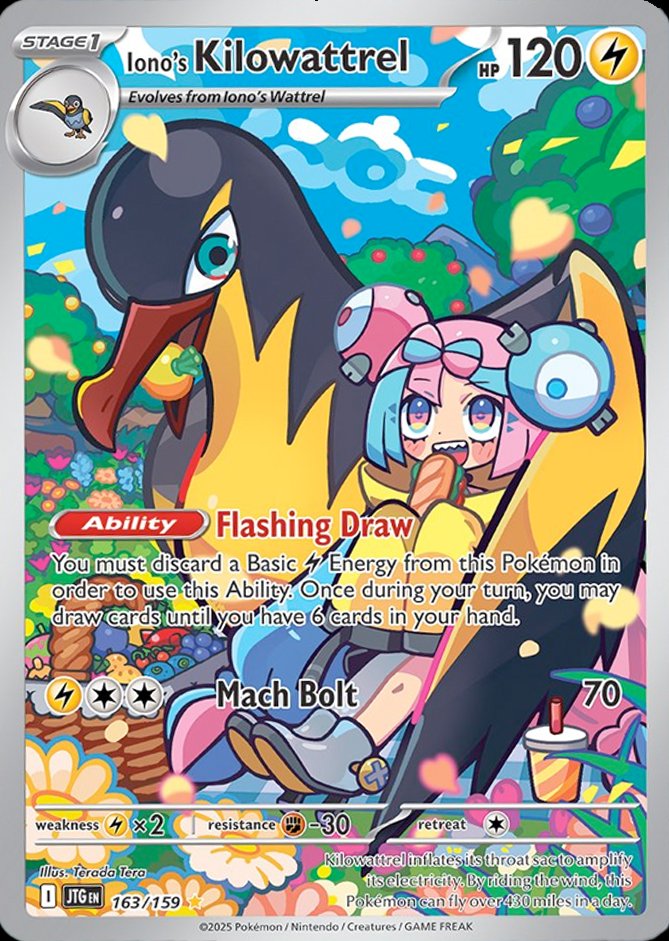 STAGE1
Iono's Kilowattrel
HP 120
Evolves from Iono's Wattrel
Ability Flashing Draw
You must discard a Basic Energy from this Pokémon in
order to use this Ability. Once during your turn, you may
draw cards until you have 6 cards in your hand.
Mach Bolt 70
weakness ×2 resistance -30 retreat
Illus. Terada Tera
Kilowattrel inflates its throat sac to amplify
its electricity. By riding the wind, this
Pokémon can fly over 430 miles in a day.
I JTG EN 163/159
©2025 Pokémon / Nintendo / Creatures / GAME FREAK